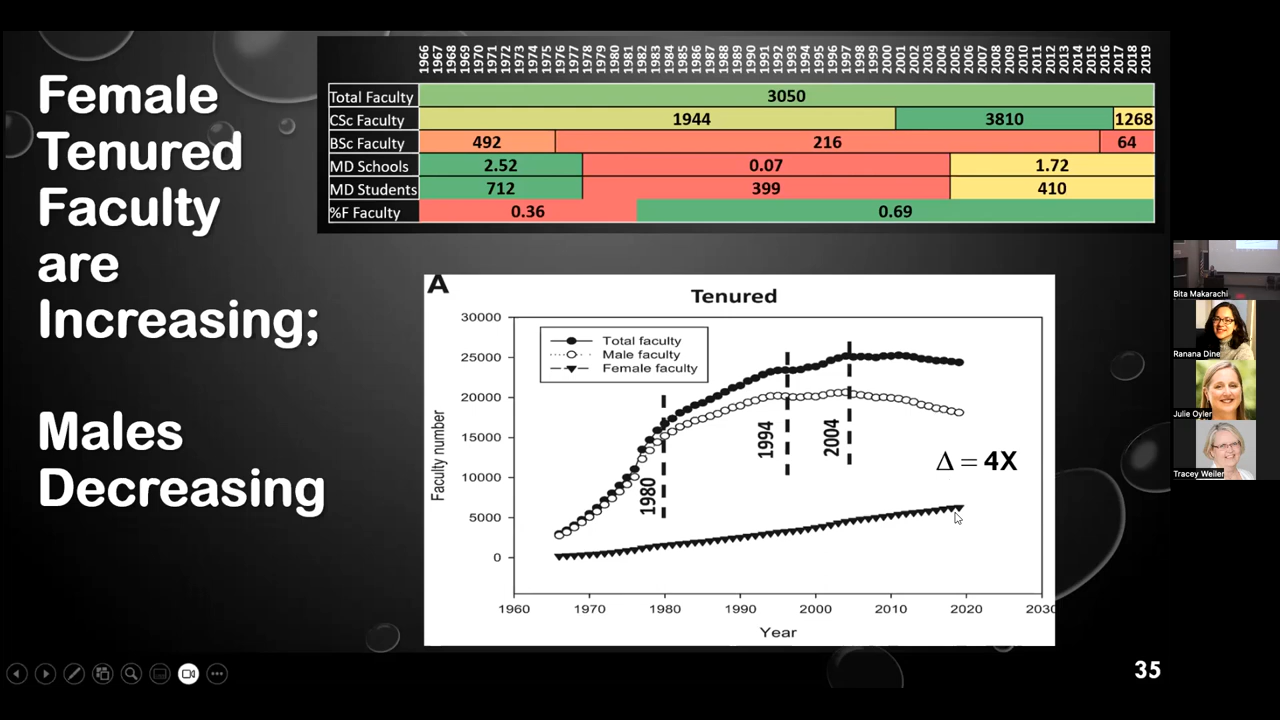 Female
Tenured
Faculty
are
Increasing;
Males
Decreasing
1966 1967 1968 1969 1970 1971 1972 1973 1974 1975 1976 1977 1978 1979 1980 1981 1982 1983 1984 1985 1986 1987 1988 1989 1990 1991 1992 1993 1994 1995 1996 1997 1998 1999 2000 2001 2002 2003 2004 2005 2006 2007 2008 2009 2010 2011 2012 2013 2014 2015 2016 2017 2018 2019
Total Faculty 3050
CSc Faculty 1944 3810 1268
BSc Faculty 492 216 64
MD Schools 2.52 0.07 1.72
MD Students 712 399 410
%F Faculty 0.36 0.69
A
Tenured
30000
25000
20000
15000
10000
5000
0
Faculty number
Total faculty
Male faculty
Female faculty
1980
1994
2004
Δ = 4X
1960 1970 1980 1990 2000 2010 2020 2030
Year
35
Bita Makarachi
Ranana Dine
Julie Oyler
Tracey Weiler